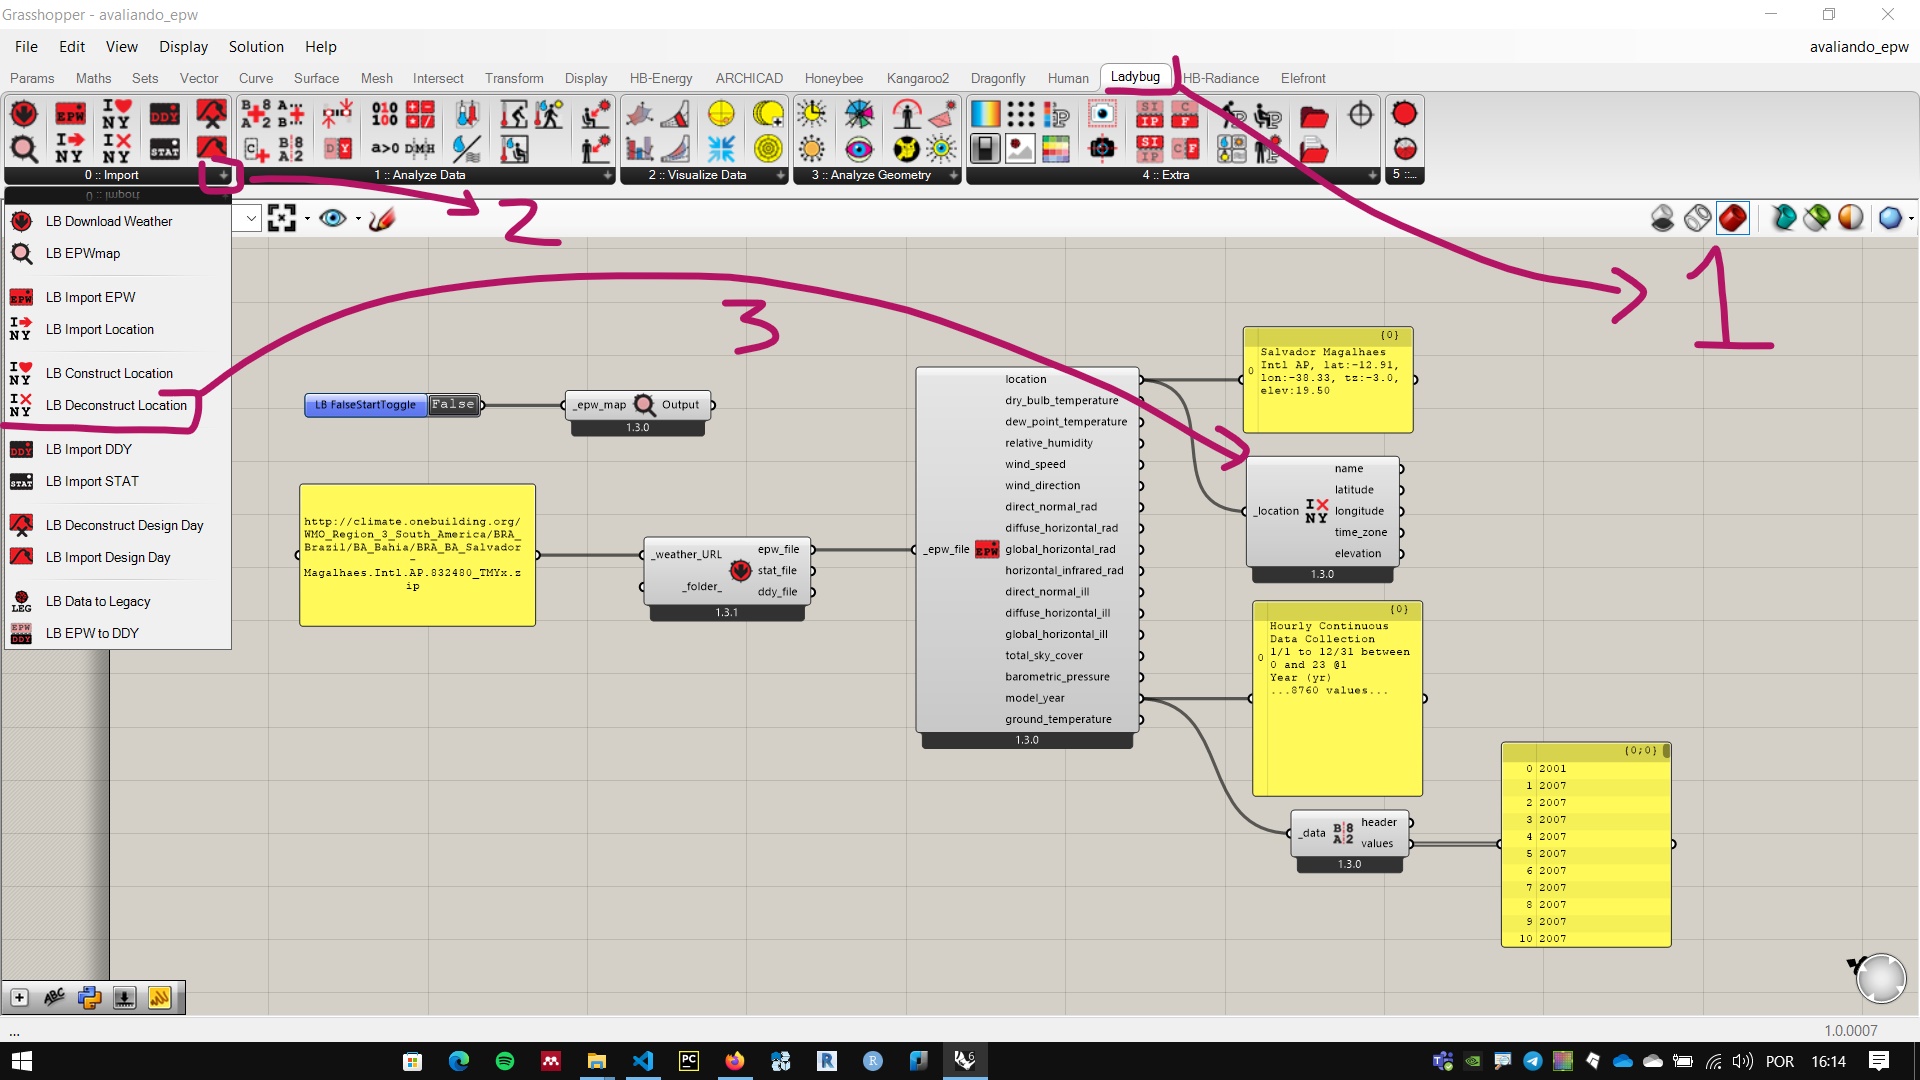 Grasshopper - avaliando_epw
File Edit View Display Solution Help
avaliando_epw
Params Maths Sets Vector Curve Surface Mesh Intersect Transform Display HB-Energy ARCHICAD Honeybee Kangaroo2 Dragonfly Human Ladybug HB-Radiance Elefront
0 :: Import
1 :: Analyze Data
2 :: Visualize Data
3 :: Analyze Geometry
4 :: Extra
5 ::...
0 :: Import
LB Download Weather
LB EPWmap
LB Import EPW
LB Import Location
LB Construct Location
LB Deconstruct Location
LB Import DDY
LB Import STAT
LB Deconstruct Design Day
LB Import Design Day
LB Data to Legacy
LB EPW to DDY
1
2
3
LB FalseStartToggle False
_epw_map Output
1.3.0
http://climate.onebuilding.org/
WMO_Region_3_South_America/BRA_
Brazil/BA_Bahia/BRA_BA_Salvador
-
Magalhaes.Intl.AP.832480_TMYx.z
ip
_weather_URL
_folder_
epw_file
stat_file
ddy_file
1.3.1
_epw_file
EPW
location
dry_bulb_temperature
dew_point_temperature
relative_humidity
wind_speed
wind_direction
direct_normal_rad
diffuse_horizontal_rad
global_horizontal_rad
horizontal_infrared_rad
direct_normal_ill
diffuse_horizontal_ill
global_horizontal_ill
total_sky_cover
barometric_pressure
model_year
ground_temperature
1.3.0
{0}
0
Salvador Magalhaes
Intl AP, lat:-12.91,
lon:-38.33, tz:-3.0,
elev:19.50
_location
name
latitude
longitude
time_zone
elevation
1.3.0
{0}
0
Hourly Continuous
Data Collection
1/1 to 12/31 between
0 and 23 @1
Year (yr)
...8760 values...
_data
header
values
1.3.0
{0;0}
0 2001
1 2007
2 2007
3 2007
4 2007
5 2007
6 2007
7 2007
8 2007
9 2007
10 2007
...
1.0.0007
POR 16:14